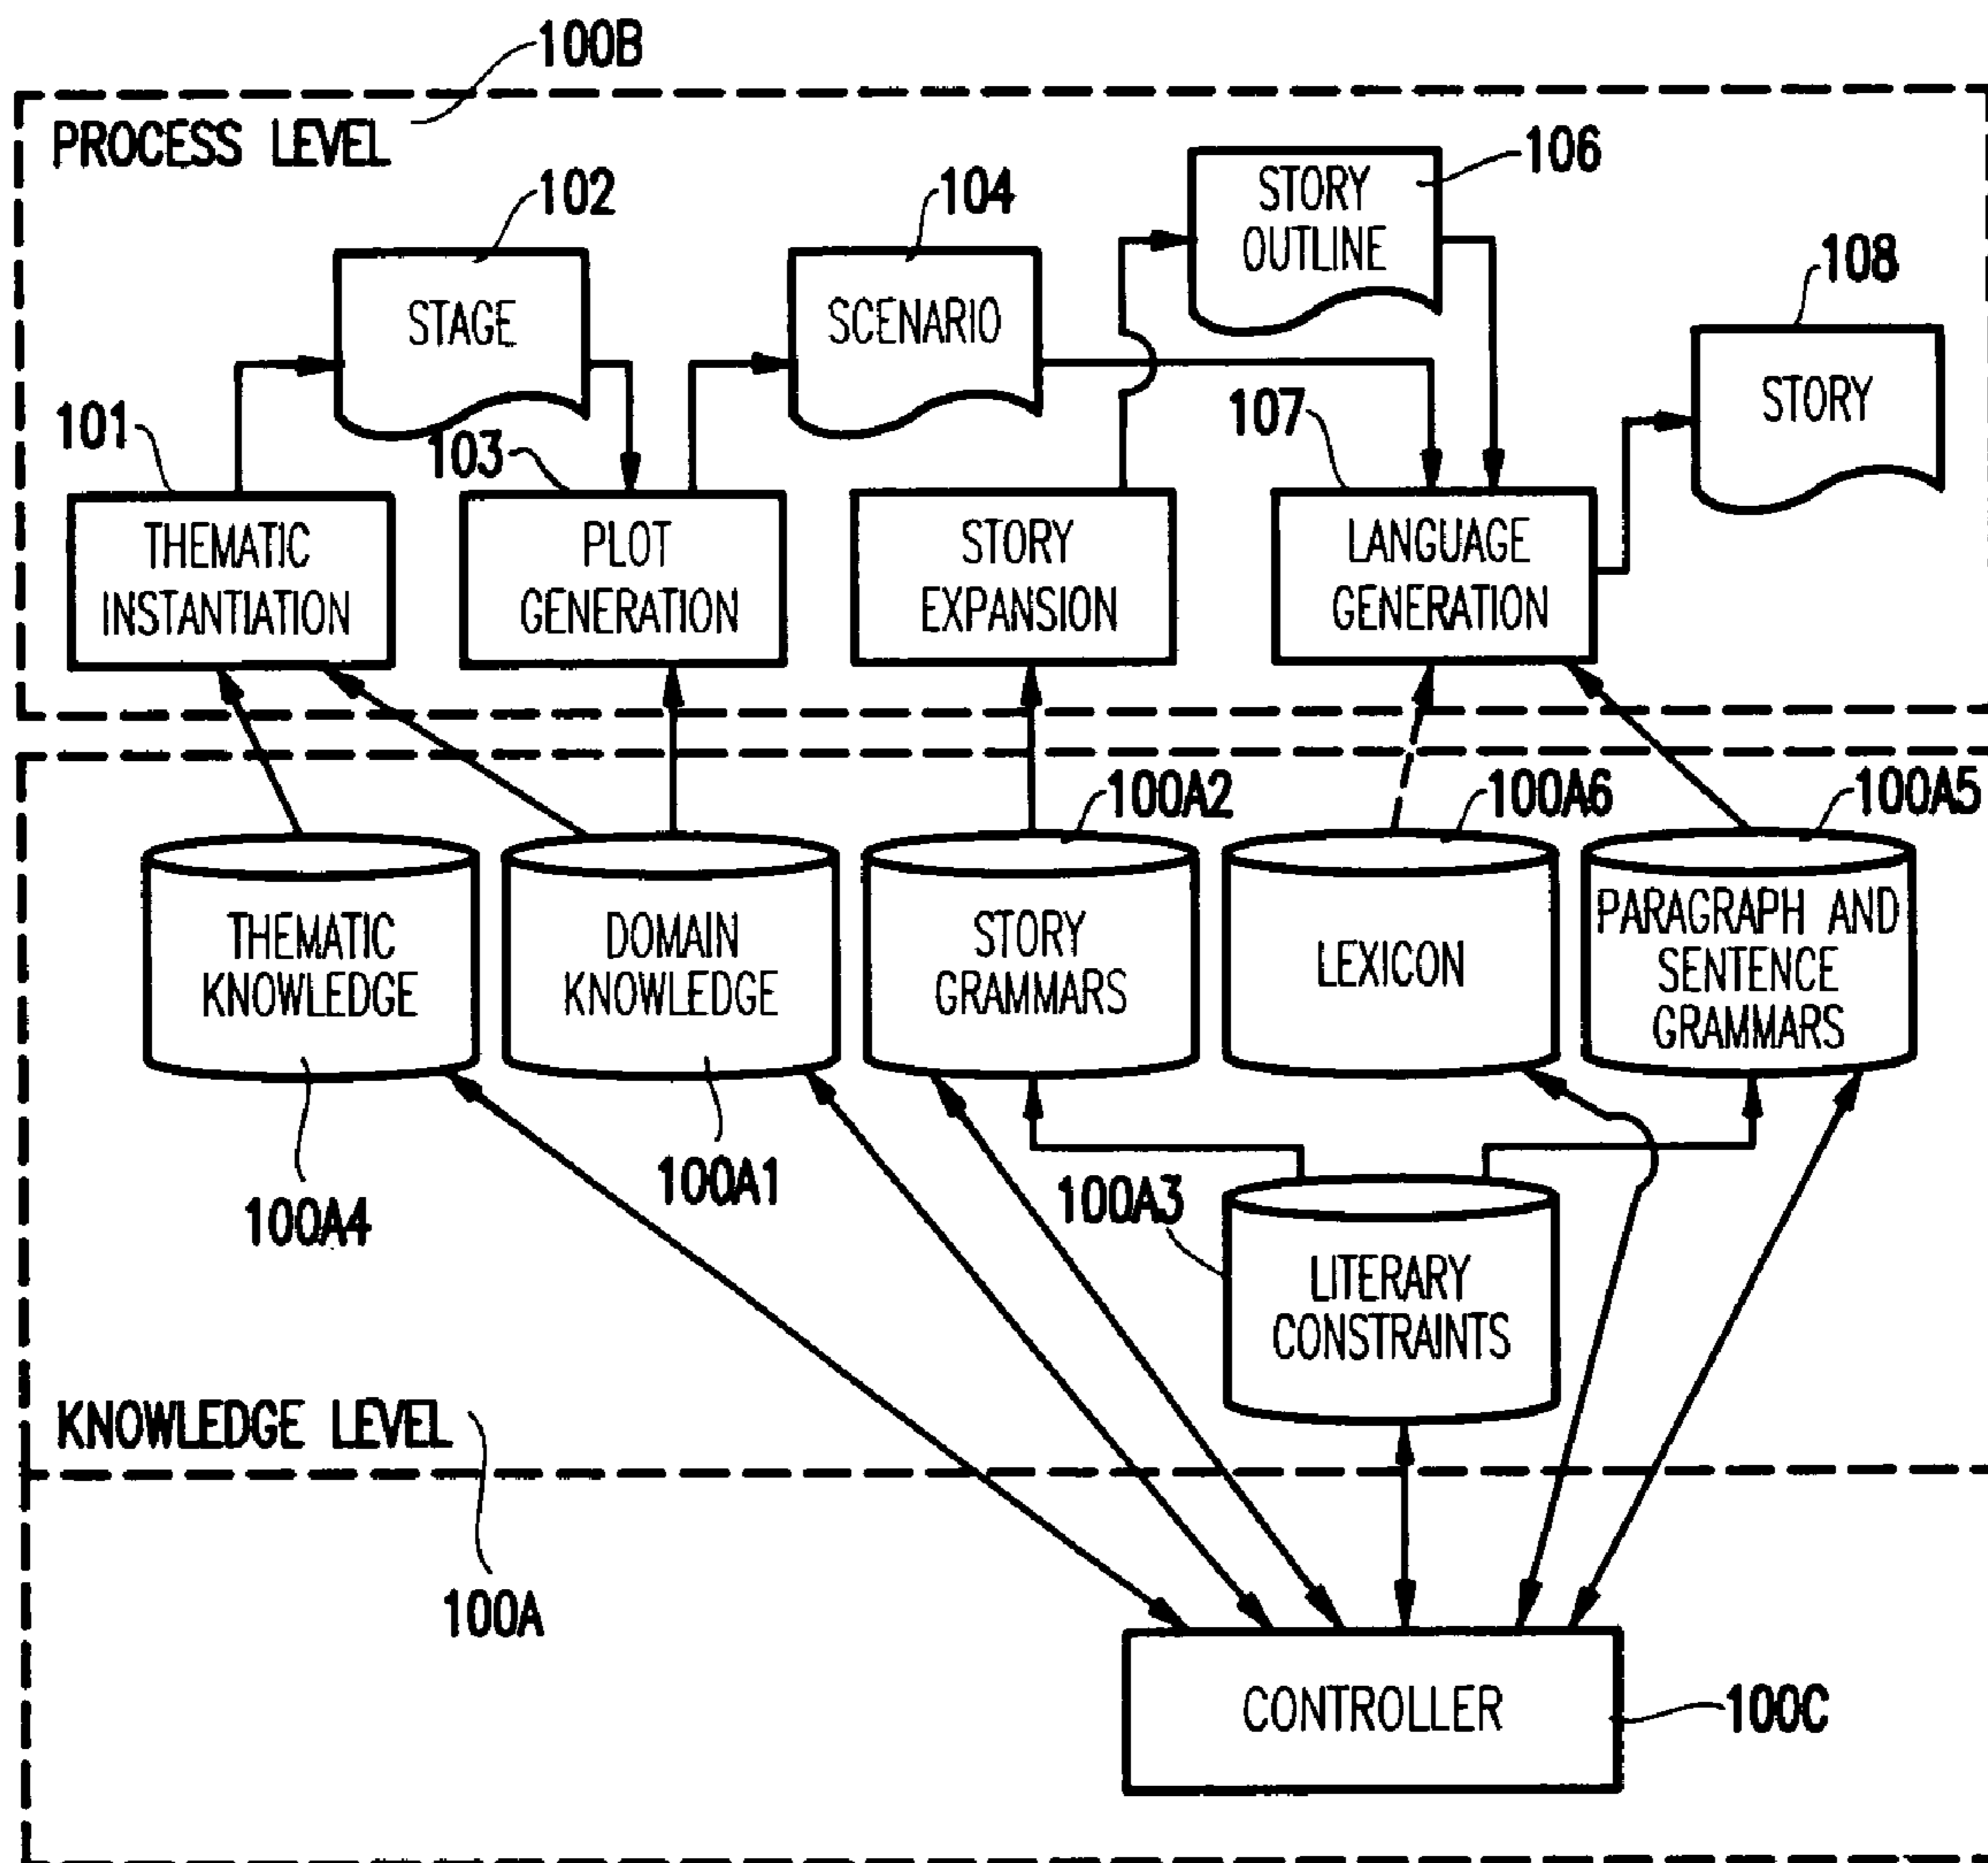 100B
PROCESS LEVEL
102
104
106
STORY
OUTLINE
108
STAGE
SCENARIO
STORY
101
103
107
THEMATIC
INSTANTIATION
PLOT
GENERATION
STORY
EXPANSION
LANGUAGE
GENERATION
100A2
100A6
100A5
THEMATIC
KNOWLEDGE
DOMAIN
KNOWLEDGE
STORY
GRAMMARS
LEXICON
PARAGRAPH AND
SENTENCE
GRAMMARS
100A4
100A1
100A3
LITERARY
CONSTRAINTS
KNOWLEDGE LEVEL
100A
CONTROLLER
100C